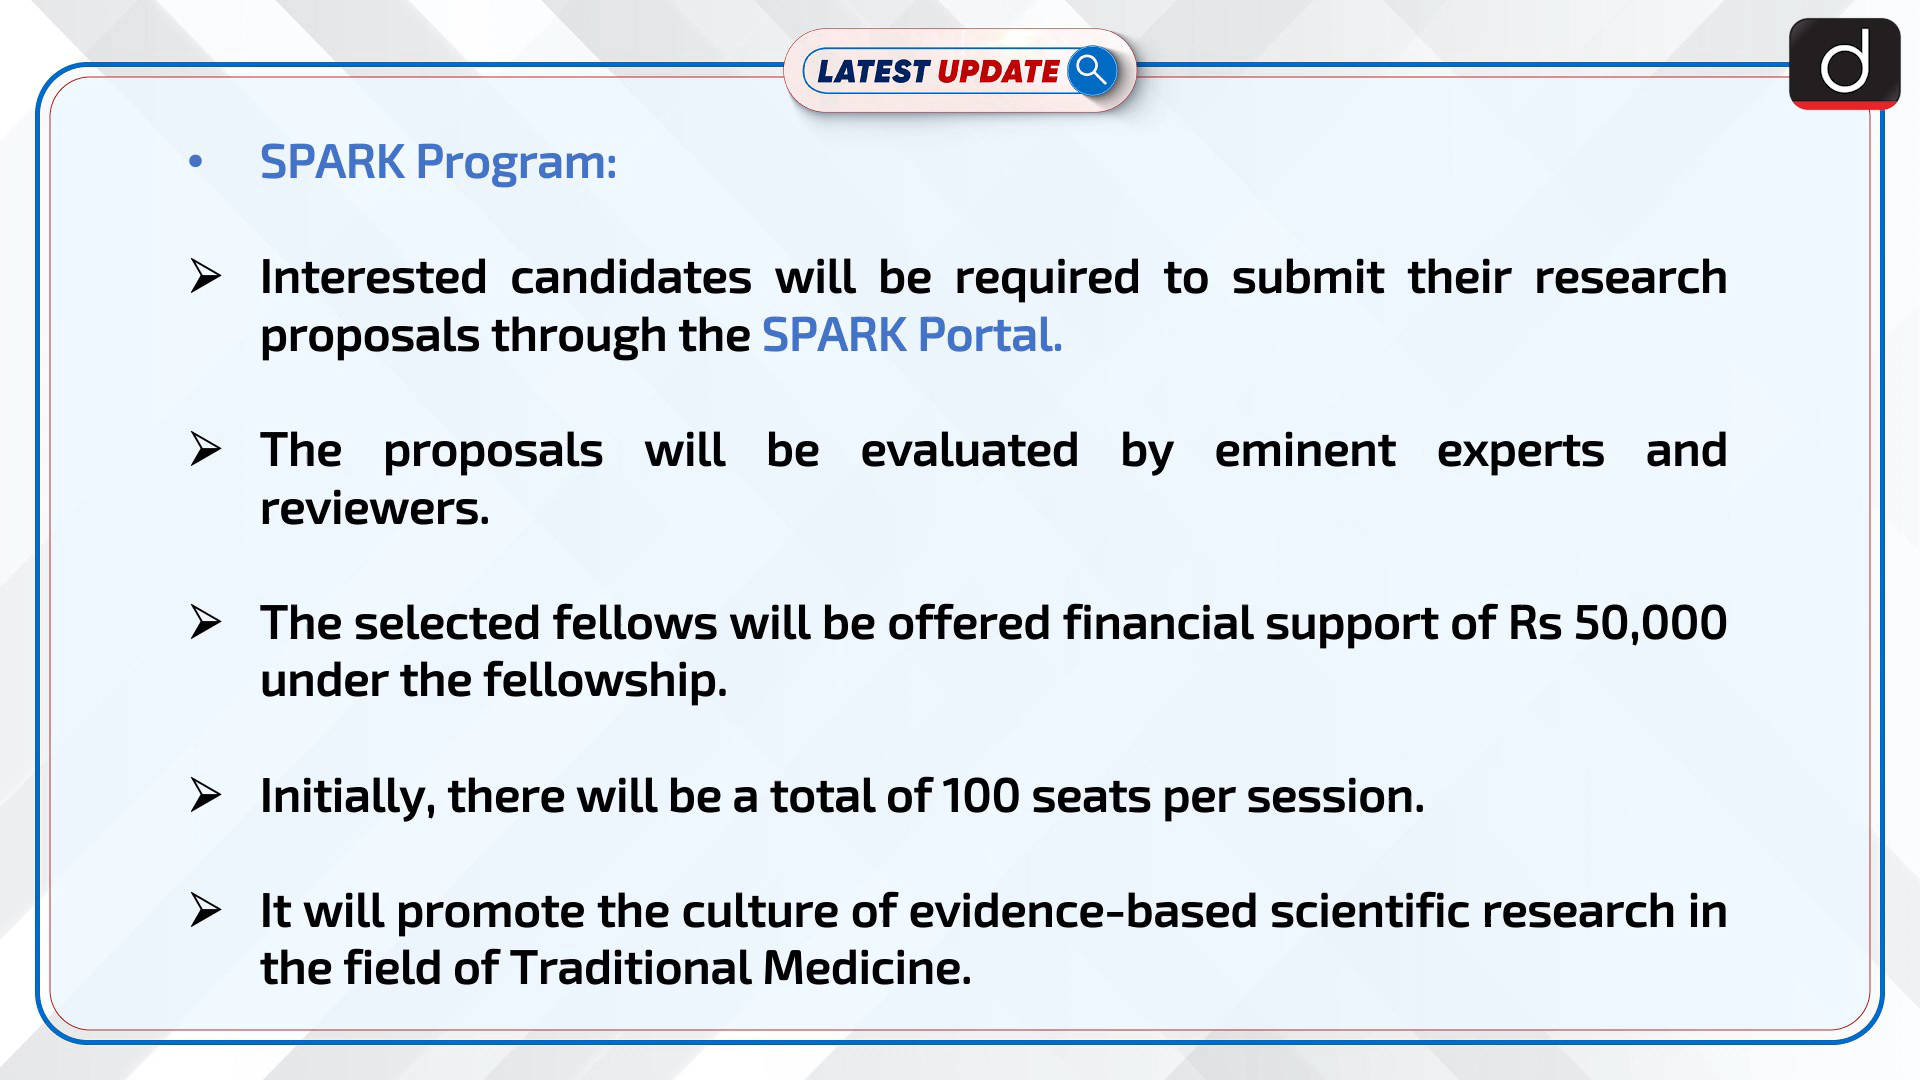 LATEST UPDATE
d
• SPARK Program:
➢ Interested candidates will be required to submit their research
proposals through the SPARK Portal.
➢ The proposals will be evaluated by eminent experts and
reviewers.
➢ The selected fellows will be offered financial support of Rs 50,000
under the fellowship.
➢ Initially, there will be a total of 100 seats per session.
➢ It will promote the culture of evidence-based scientific research in
the field of Traditional Medicine.